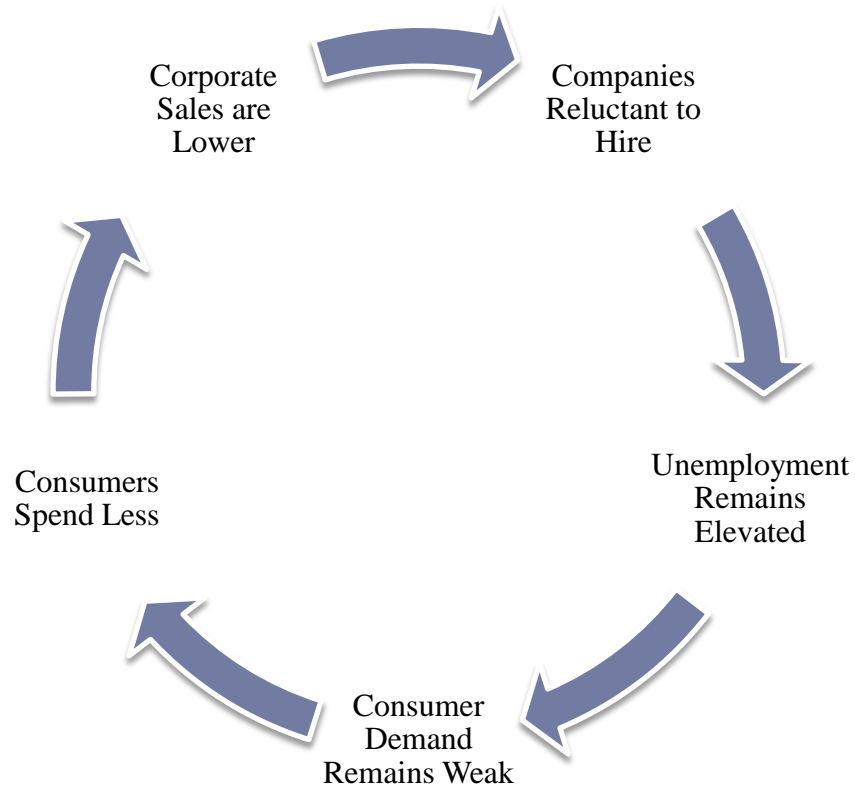 Corporate
Sales are
Lower
Companies
Reluctant to
Hire
Unemployment
Remains
Elevated
Consumer
Demand
Remains Weak
Consumers
Spend Less